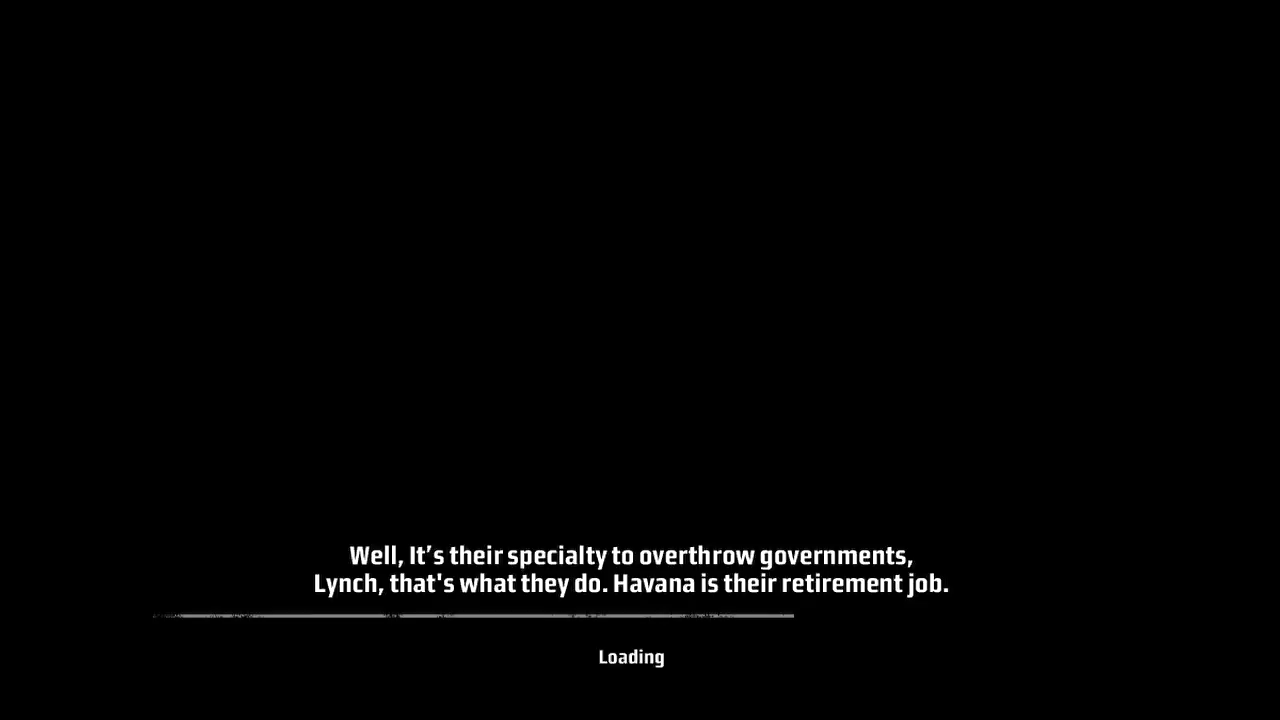 Well, It’s their specialty to overthrow governments,
Lynch, that's what they do. Havana is their retirement job.
Loading